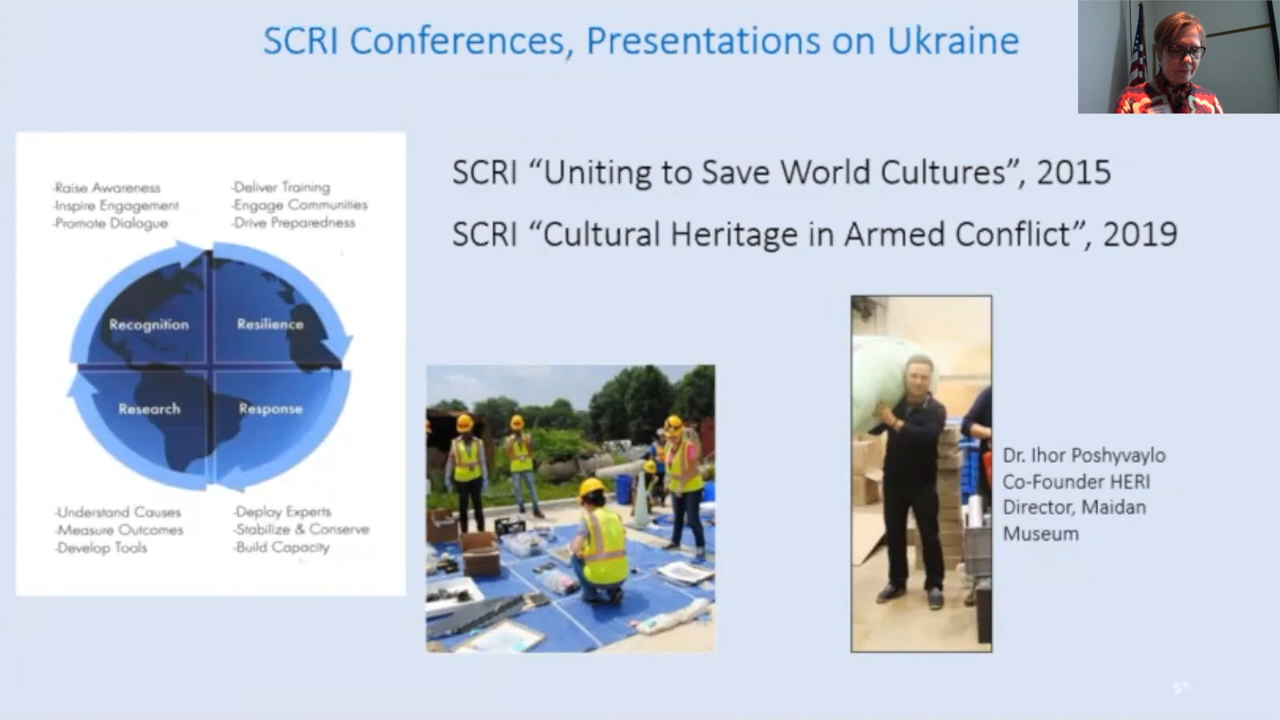 SCRI Conferences, Presentations on Ukraine
-Raise Awareness
-Inspire Engagement
-Promote Dialogue
-Deliver Training
-Engage Communities
-Drive Preparedness
Recognition
Resilience
Research
Response
-Understand Causes
-Measure Outcomes
-Develop Tools
-Deploy Experts
-Stabilize & Conserve
-Build Capacity
SCRI “Uniting to Save World Cultures”, 2015
SCRI “Cultural Heritage in Armed Conflict”, 2019
Dr. Ihor Poshyvaylo
Co-Founder HERI
Director, Maidan
Museum